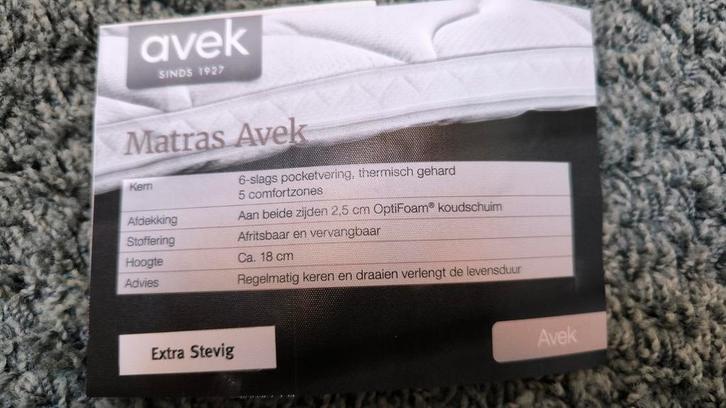 avek
SINDS 1927
Matras Avek
Kern 6-slags pocketvering, thermisch gehard
5 comfortzones
Afdekking Aan beide zijden 2,5 cm OptiFoam® koudschuim
Stoffering Afritsbaar en vervangbaar
Hoogte Ca. 18 cm
Advies Regelmatig keren en draaien verlengt de levensduur
Extra Stevig
Avek